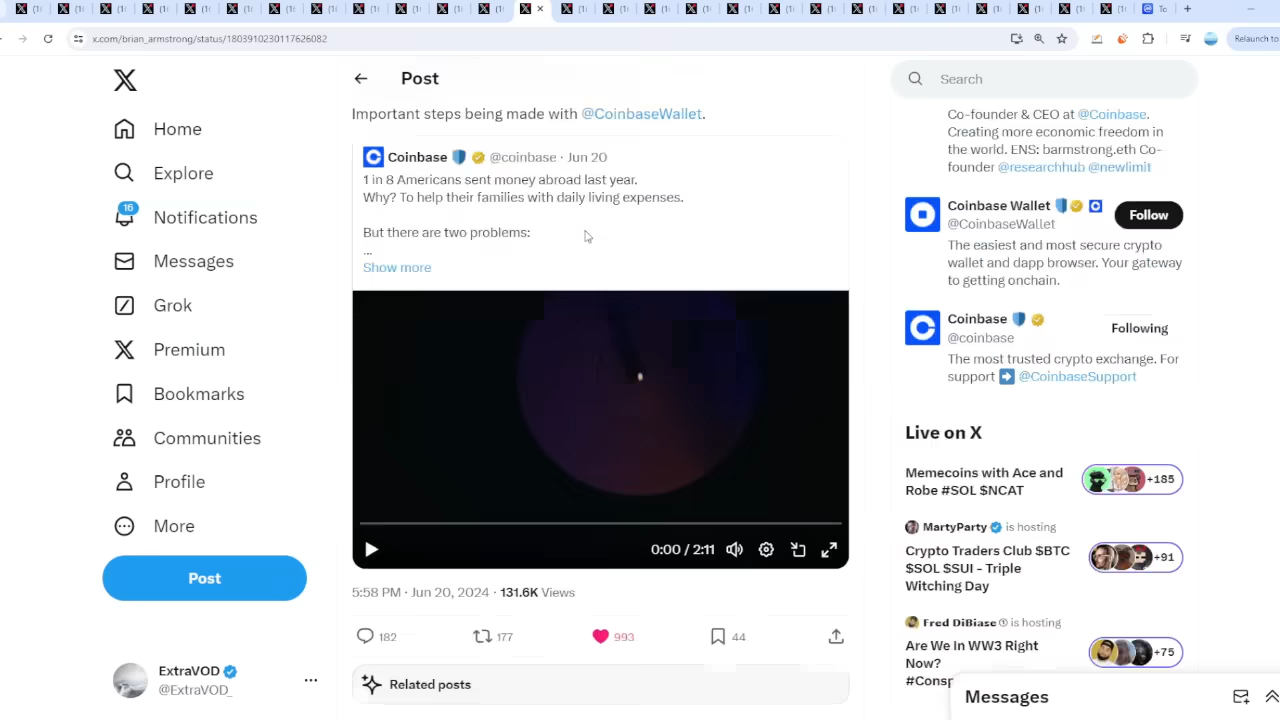 x.com/brian_armstrong/status/1803910230117626082
Relaunch to
Home
Explore
16
Notifications
Messages
Grok
Premium
Bookmarks
Communities
Profile
More
Post
ExtraVOD
@ExtraVOD_
Post
Important steps being made with @CoinbaseWallet.
Coinbase @coinbase · Jun 20
1 in 8 Americans sent money abroad last year.
Why? To help their families with daily living expenses.
But there are two problems:
...
Show more
0:00 / 2:11
5:58 PM · Jun 20, 2024 · 131.6K Views
182 177 993 44
Related posts
Search
Co-founder & CEO at @Coinbase.
Creating more economic freedom in
the world. ENS: barmstrong.eth Co-
founder @researchhub @newlimit
Coinbase Wallet
@CoinbaseWallet
Follow
The easiest and most secure crypto
wallet and dapp browser. Your gateway
to getting onchain.
Coinbase
@coinbase
Following
The most trusted crypto exchange. For
support ➡️ @CoinbaseSupport
Live on X
Memecoins with Ace and
Robe #SOL $NCAT
+185
MartyParty is hosting
Crypto Traders Club $BTC
$SOL $SUI - Triple
Witching Day
+91
Fred DiBiase is hosting
Are We In WW3 Right
Now?
+75
Messages